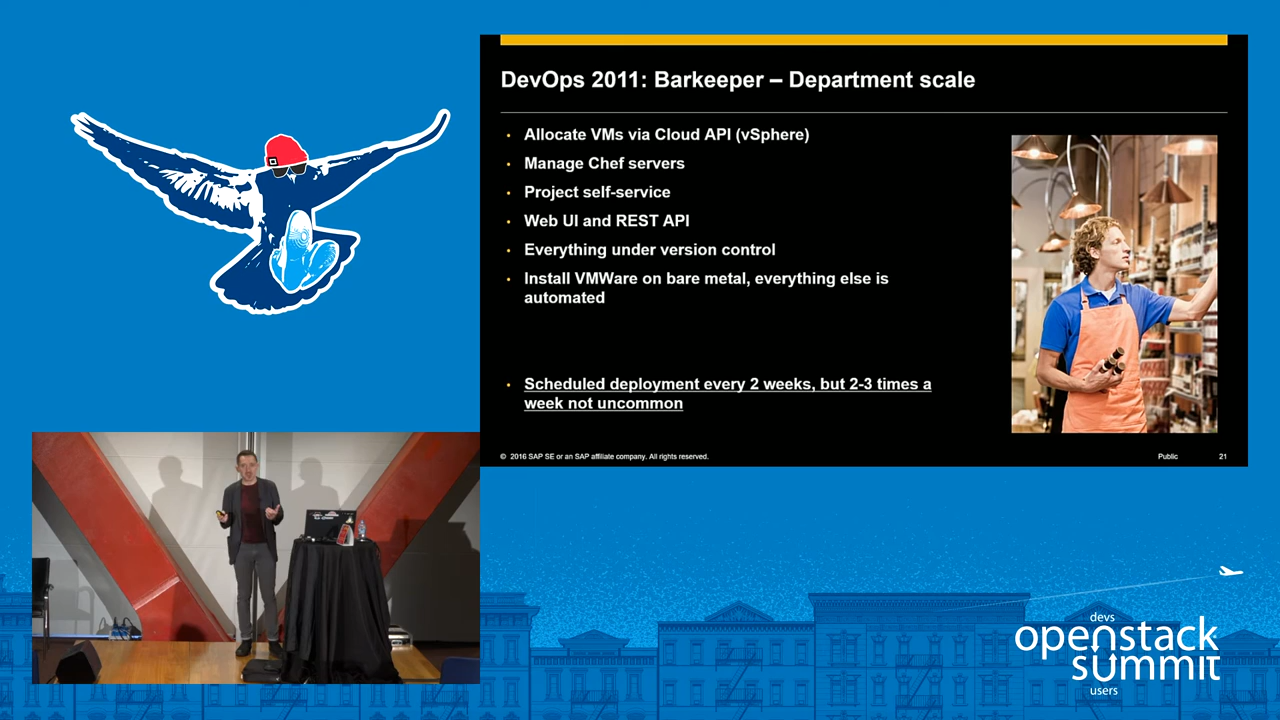 DevOps 2011: Barkeeper – Department scale
• Allocate VMs via Cloud API (vSphere)
• Manage Chef servers
• Project self-service
• Web UI and REST API
• Everything under version control
• Install VMWare on bare metal, everything else is
automated
• Scheduled deployment every 2 weeks, but 2-3 times a
week not uncommon
© 2016 SAP SE or an SAP affiliate company. All rights reserved.
Public
21
devs
openstack
summit
users